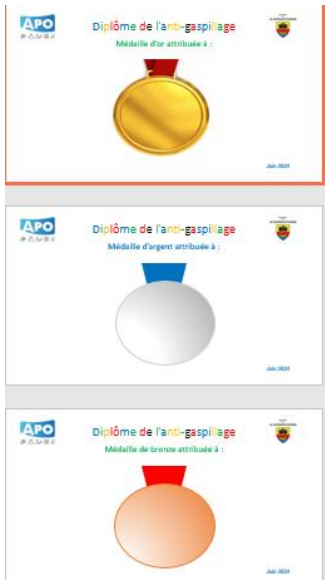 APO
Diplôme de l'anti-gaspillage
Médaille d'or attribuée à :
Juin 2024
APO
Diplôme de l'anti-gaspillage
Médaille d'argent attribuée à :
Juin 2024
APO
Diplôme de l'anti-gaspillage
Médaille de bronze attribuée à :
Juin 2024